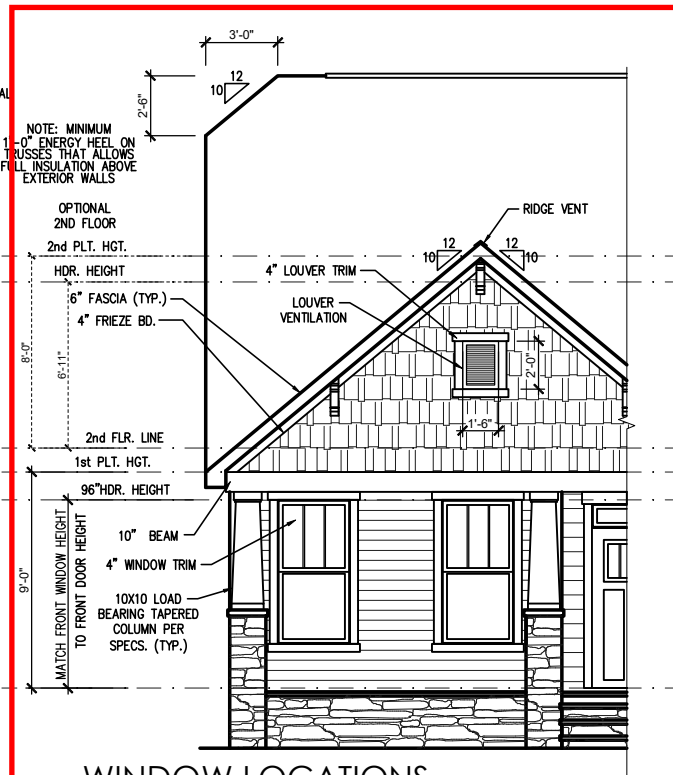 3'-0"
12
10
2'-6"
AL
NOTE: MINIMUM
1'-0" ENERGY HEEL ON
TRUSSES THAT ALLOWS
FULL INSULATION ABOVE
EXTERIOR WALLS
OPTIONAL
2ND FLOOR
2nd PLT. HGT.
HDR. HEIGHT
RIDGE VENT
12
10
12
10
4" LOUVER TRIM
LOUVER
VENTILATION
6" FASCIA (TYP.)
4" FRIEZE BD.
8'-0"
6'-11"
2'-0"
1'-6"
2nd FLR. LINE
1st PLT. HGT.
96"HDR. HEIGHT
10" BEAM
4" WINDOW TRIM
10X10 LOAD
BEARING TAPERED
COLUMN PER
SPECS. (TYP.)
9'-0"
MATCH FRONT WINDOW HEIGHT
TO FRONT DOOR HEIGHT
WINDOW LOCATIONS